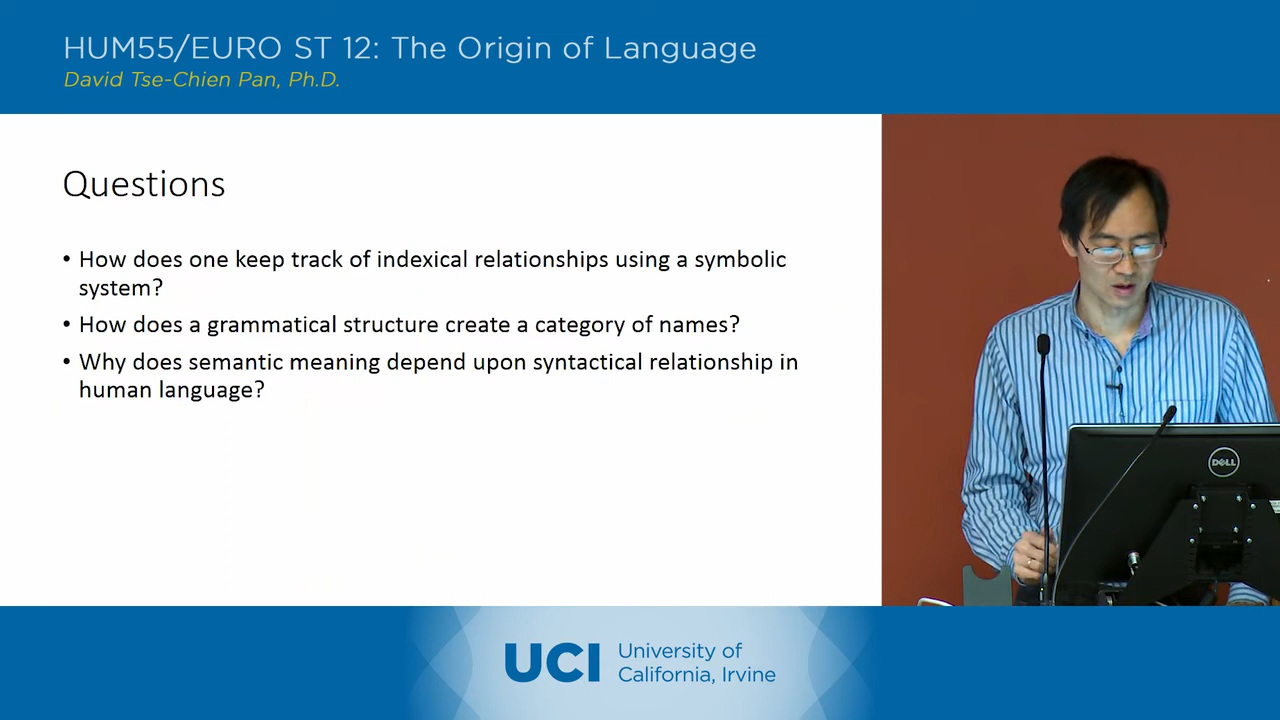 HUM55/EURO ST 12: The Origin of Language
David Tse-Chien Pan, Ph.D.
Questions
• How does one keep track of indexical relationships using a symbolic
system?
• How does a grammatical structure create a category of names?
• Why does semantic meaning depend upon syntactical relationship in
human language?
DELL
UCI
University of
California, Irvine